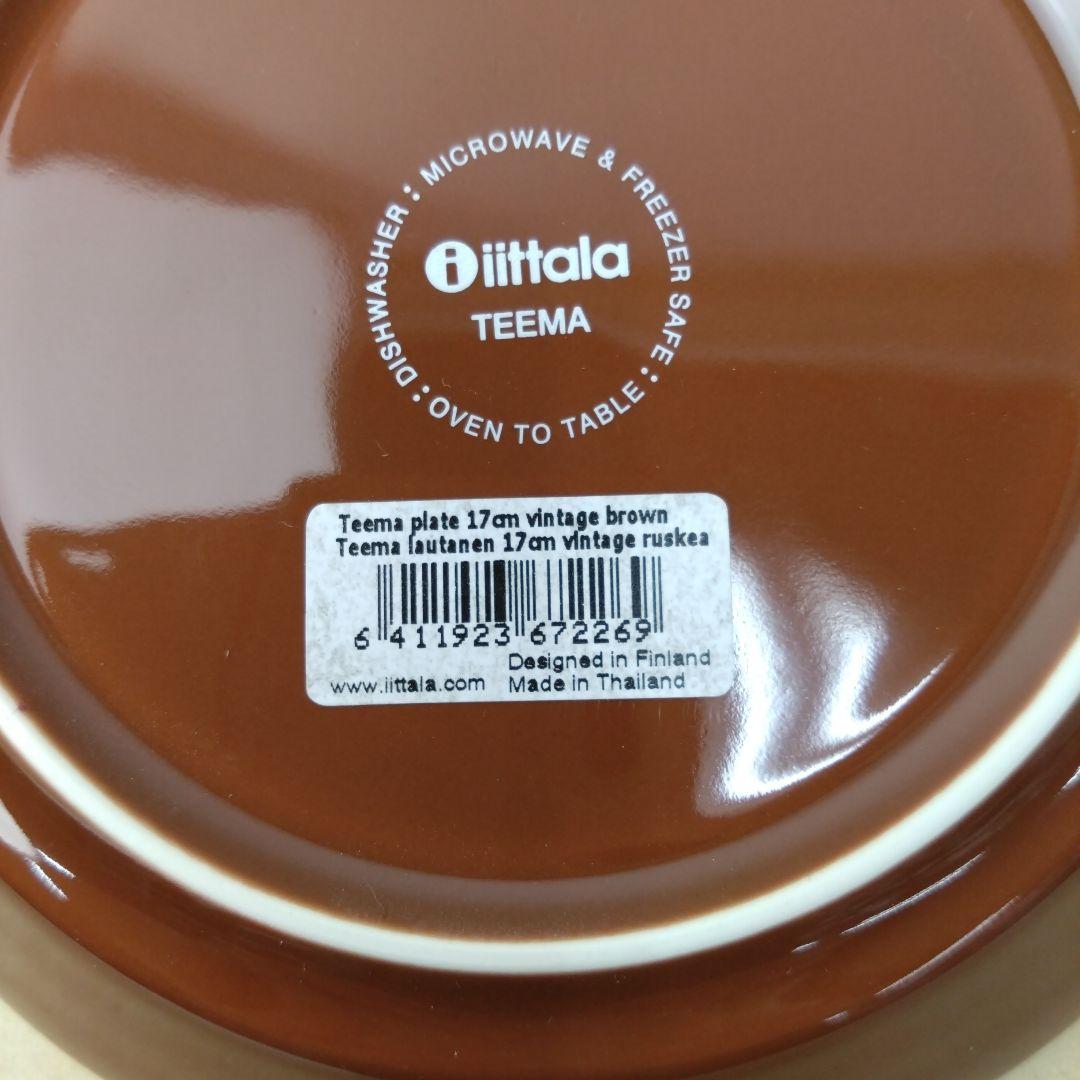 MICROWAVE & FREEZER SAFE : OVEN TO TABLE : DISHWASHER :
i iittala
TEEMA
Teema plate 17cm vintage brown
Teema lautanen 17cm vintage ruskea
6 411923 672269
Designed in Finland
www.iittala.com Made in Thailand